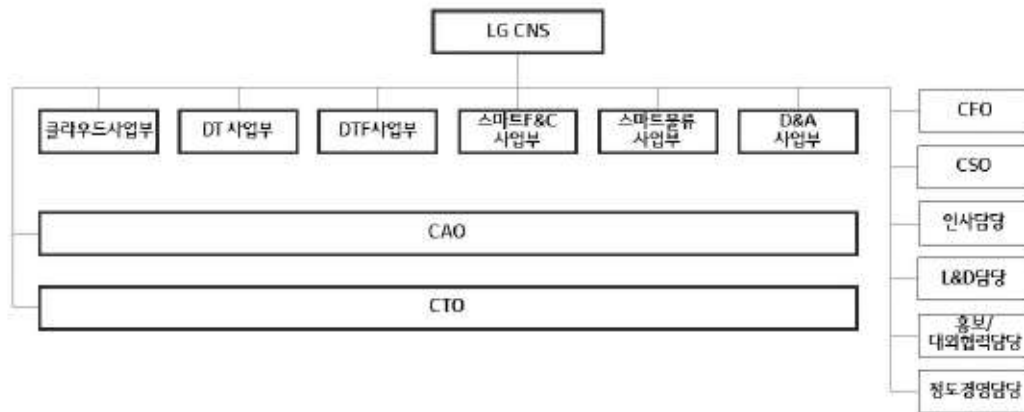 LG CNS
클라우드사업부
DT 사업부
DTF사업부
스마트F&C
사업부
스마트물류
사업부
D&A
사업부
CAO
CTO
CFO
CSO
인사담당
L&D담당
홍보/
대외협력담당
정도경영담당